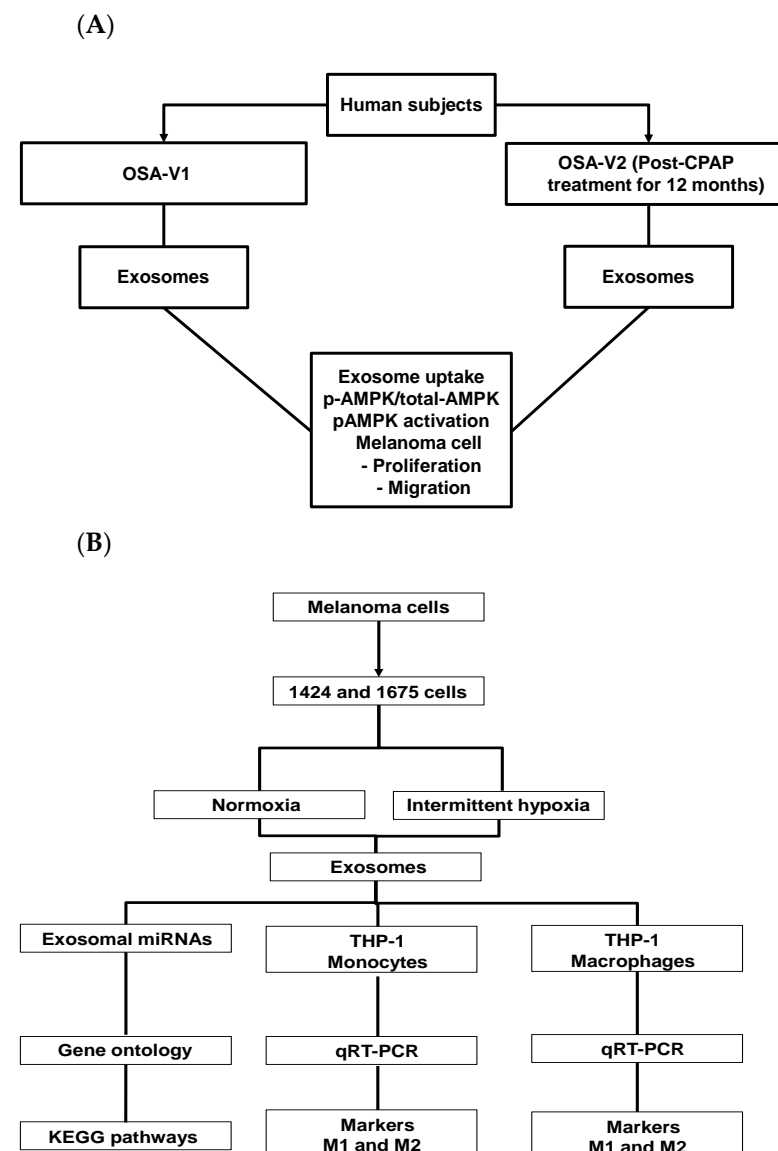 (A)
Human subjects
OSA-V1
OSA-V2 (Post-CPAP
treatment for 12 months)
Exosomes
Exosomes
Exosome uptake
p-AMPK/total-AMPK
pAMPK activation
Melanoma cell
- Proliferation
- Migration
(B)
Melanoma cells
1424 and 1675 cells
Normoxia
Intermittent hypoxia
Exosomes
Exosomal miRNAs
THP-1
Monocytes
THP-1
Macrophages
Gene ontology
qRT-PCR
qRT-PCR
KEGG pathways
Markers
M1 and M2
Markers
M1 and M2